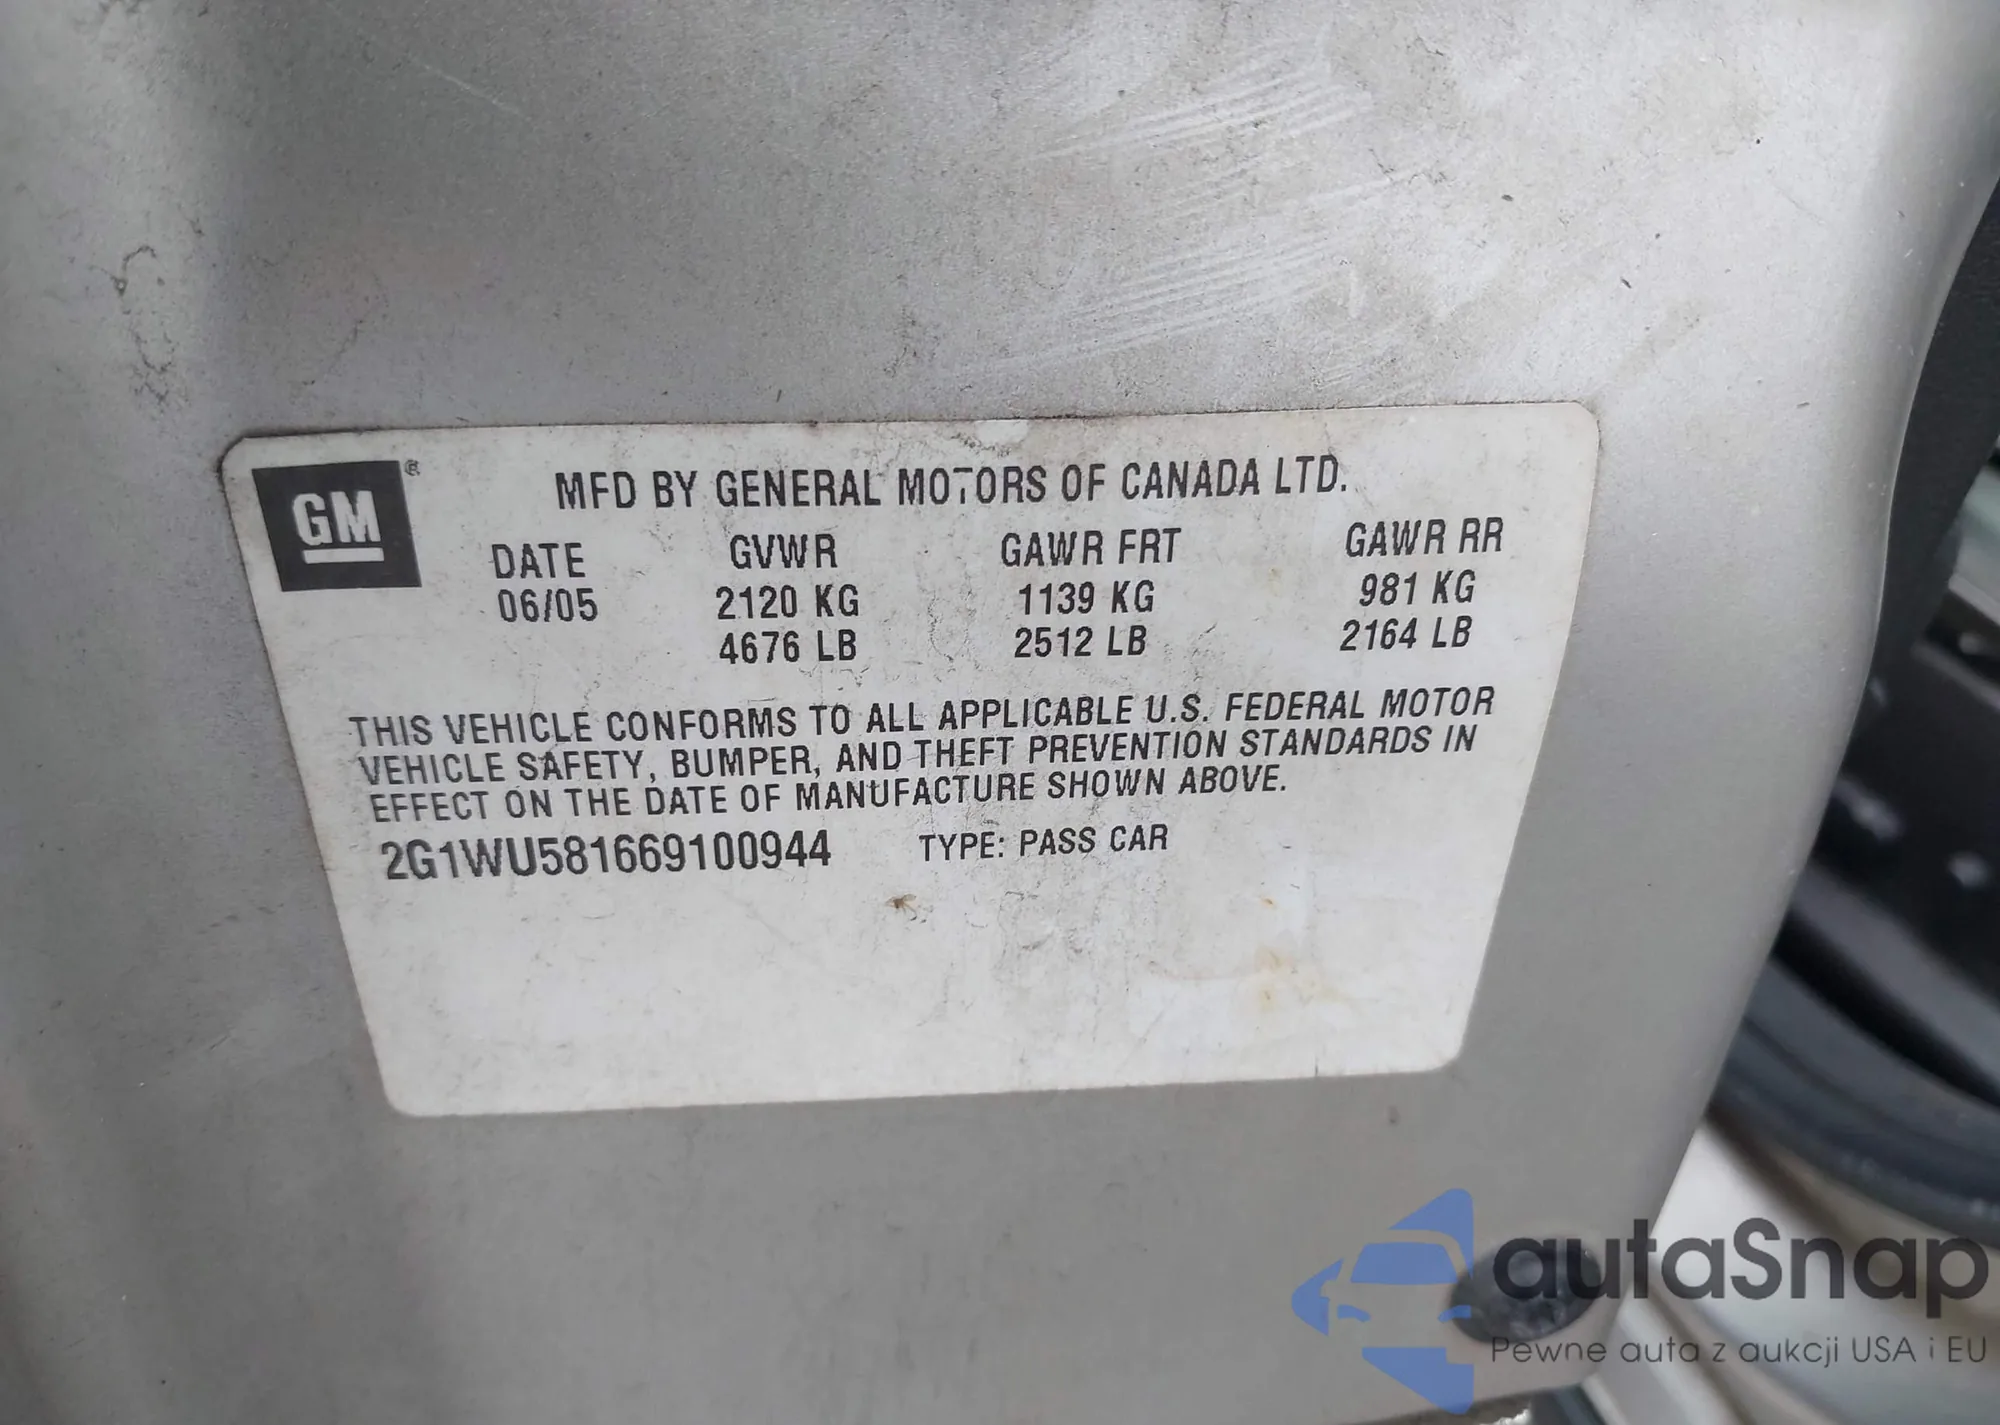 GM®
MFD BY GENERAL MOTORS OF CANADA LTD.
DATE GVWR GAWR FRT GAWR RR
06/05 2120 KG 1139 KG 981 KG
4676 LB 2512 LB 2164 LB
THIS VEHICLE CONFORMS TO ALL APPLICABLE U.S. FEDERAL MOTOR
VEHICLE SAFETY, BUMPER, AND THEFT PREVENTION STANDARDS IN
EFFECT ON THE DATE OF MANUFACTURE SHOWN ABOVE.
2G1WU581669100944 TYPE: PASS CAR
autaSnap
Pewne auta z aukcji USA i EU